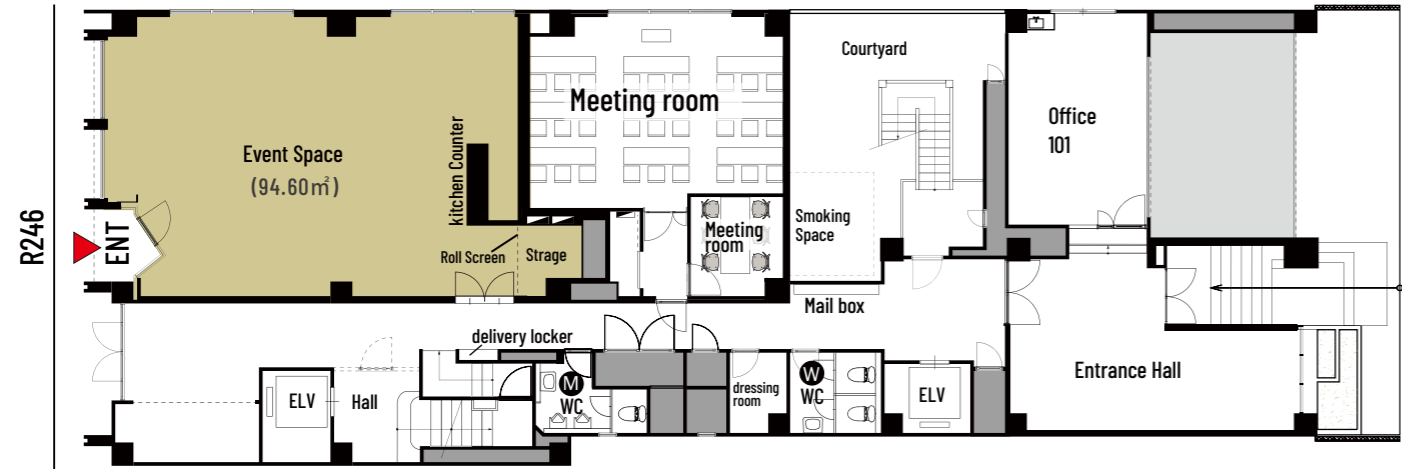 R246
ENT
Event Space
(94.60㎡)
kitchen Counter
Roll Screen
Strage
Meeting room
Meeting
room
Courtyard
Smoking
Space
Office
101
Mail box
delivery locker
ELV
Hall
M
WC
dressing
room
W
WC
ELV
Entrance Hall